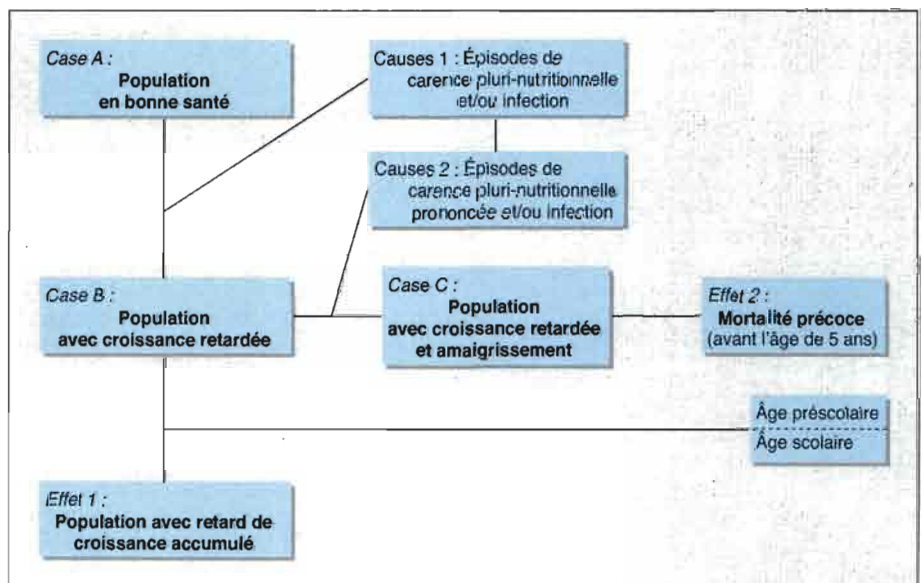 Case A :
Population
en bonne santé
Causes 1 : Épisodes de
carence pluri-nutritionnelle
et/ou infection
Causes 2 : Épisodes de
carence pluri-nutritionnelle
prononcée et/ou infection
Case B :
Population
avec croissance retardée
Case C :
Population
avec croissance retardée
et amaigrissement
Effet 2 :
Mortalité précoce
(avant l'âge de 5 ans)
Âge préscolaire
Âge scolaire
Effet 1 :
Population avec retard de
croissance accumulé